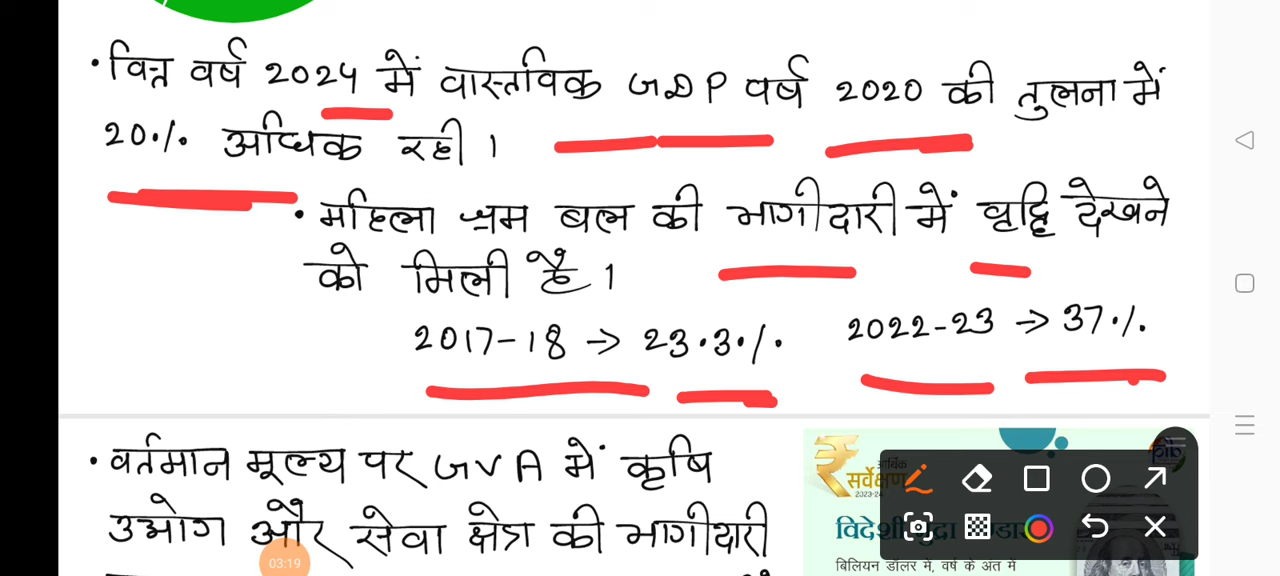 • वित्त वर्ष 2024 में वास्तविक GDP वर्ष 2020 की तुलना में
20% अधिक रही ।
• महिला श्रम बल की भागीदारी में वृद्धि देखने
को मिली है ।
2017-18 → 23.3% 2022-23 → 37%
• वर्तमान मूल्य पर GVA में कृषि
उद्योग और सेवा क्षेत्र की भागीदारी
आर्थिक
सर्वेक्षण
2023-24
pib
बिलियन डॉलर में, वर्ष के अंत में
03:19